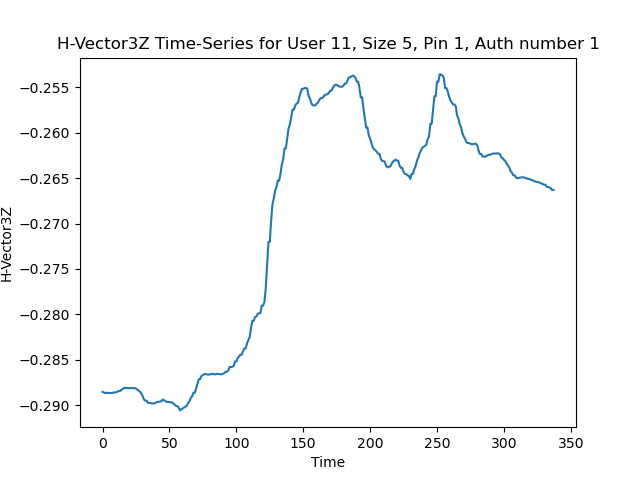 H-Vector3Z Time-Series for User 11, Size 5, Pin 1, Auth number 1
−0.255
−0.260
−0.265
−0.270
−0.275
−0.280
−0.285
−0.290
H-Vector3Z
0 50 100 150 200 250 300 350
Time